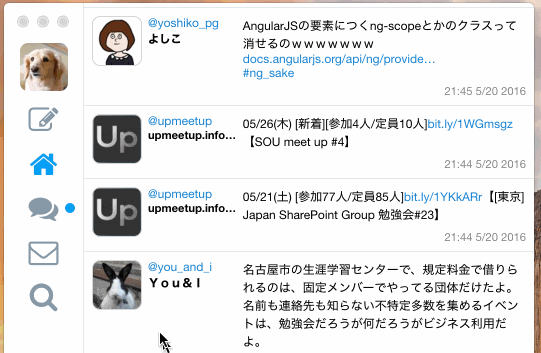 @yoshiko_pg
よしこ
AngularJSの要素につくng-scopeとかのクラスって
消せるのｗｗｗｗｗｗｗ
docs.angularjs.org/api/ng/provide…
#ng_sake
21:45 5/20 2016
Up
@upmeetup
upmeetup.info…
05/26(木) [新着][参加4人/定員10人]bit.ly/1WGmsgz
【SOU meet up #4】
21:44 5/20 2016
Up
@upmeetup
upmeetup.info…
05/21(土) [参加77人/定員85人]bit.ly/1YKkARr【[東京]
Japan SharePoint Group 勉強会#23】
21:44 5/20 2016
@you_and_i
Ｙｏｕ＆Ｉ
名古屋市の生涯学習センターで、規定料金で借りら
れるのは、固定メンバーでやってる団体だけだよ。
名前も連絡先も知らない不特定多数を集めるイベン
トは、勉強会だろうが何だろうがビジネス利用だ
よ。